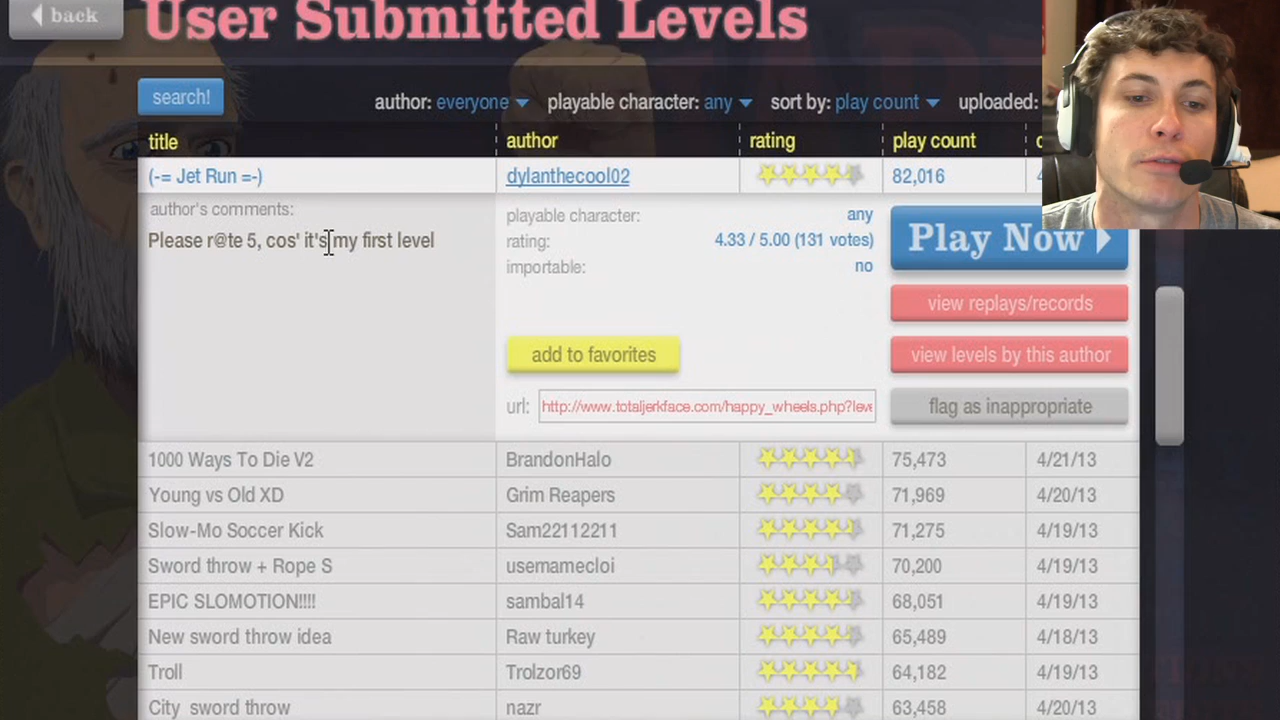 back
User Submitted Levels
search!
author: everyone
playable character: any
sort by: play count
uploaded:
title
author
rating
play count
(-= Jet Run =-)
dylanthecool02
82,016
author's comments:
Please r@te 5, cos' it's my first level
playable character:
any
rating:
4.33 / 5.00 (131 votes)
importable:
no
Play Now
view replays/records
add to favorites
view levels by this author
url:
http://www.totaljerkface.com/happy_wheels.php?leve
flag as inappropriate
1000 Ways To Die V2
BrandonHalo
75,473
4/21/13
Young vs Old XD
Grim Reapers
71,969
4/20/13
Slow-Mo Soccer Kick
Sam22112211
71,275
4/19/13
Sword throw + Rope S
usernamecloi
70,200
4/19/13
EPIC SLOMOTION!!!!
sambal14
68,051
4/19/13
New sword throw idea
Raw turkey
65,489
4/18/13
Troll
Trolzor69
64,182
4/19/13
City sword throw
nazr
63,458
4/20/13